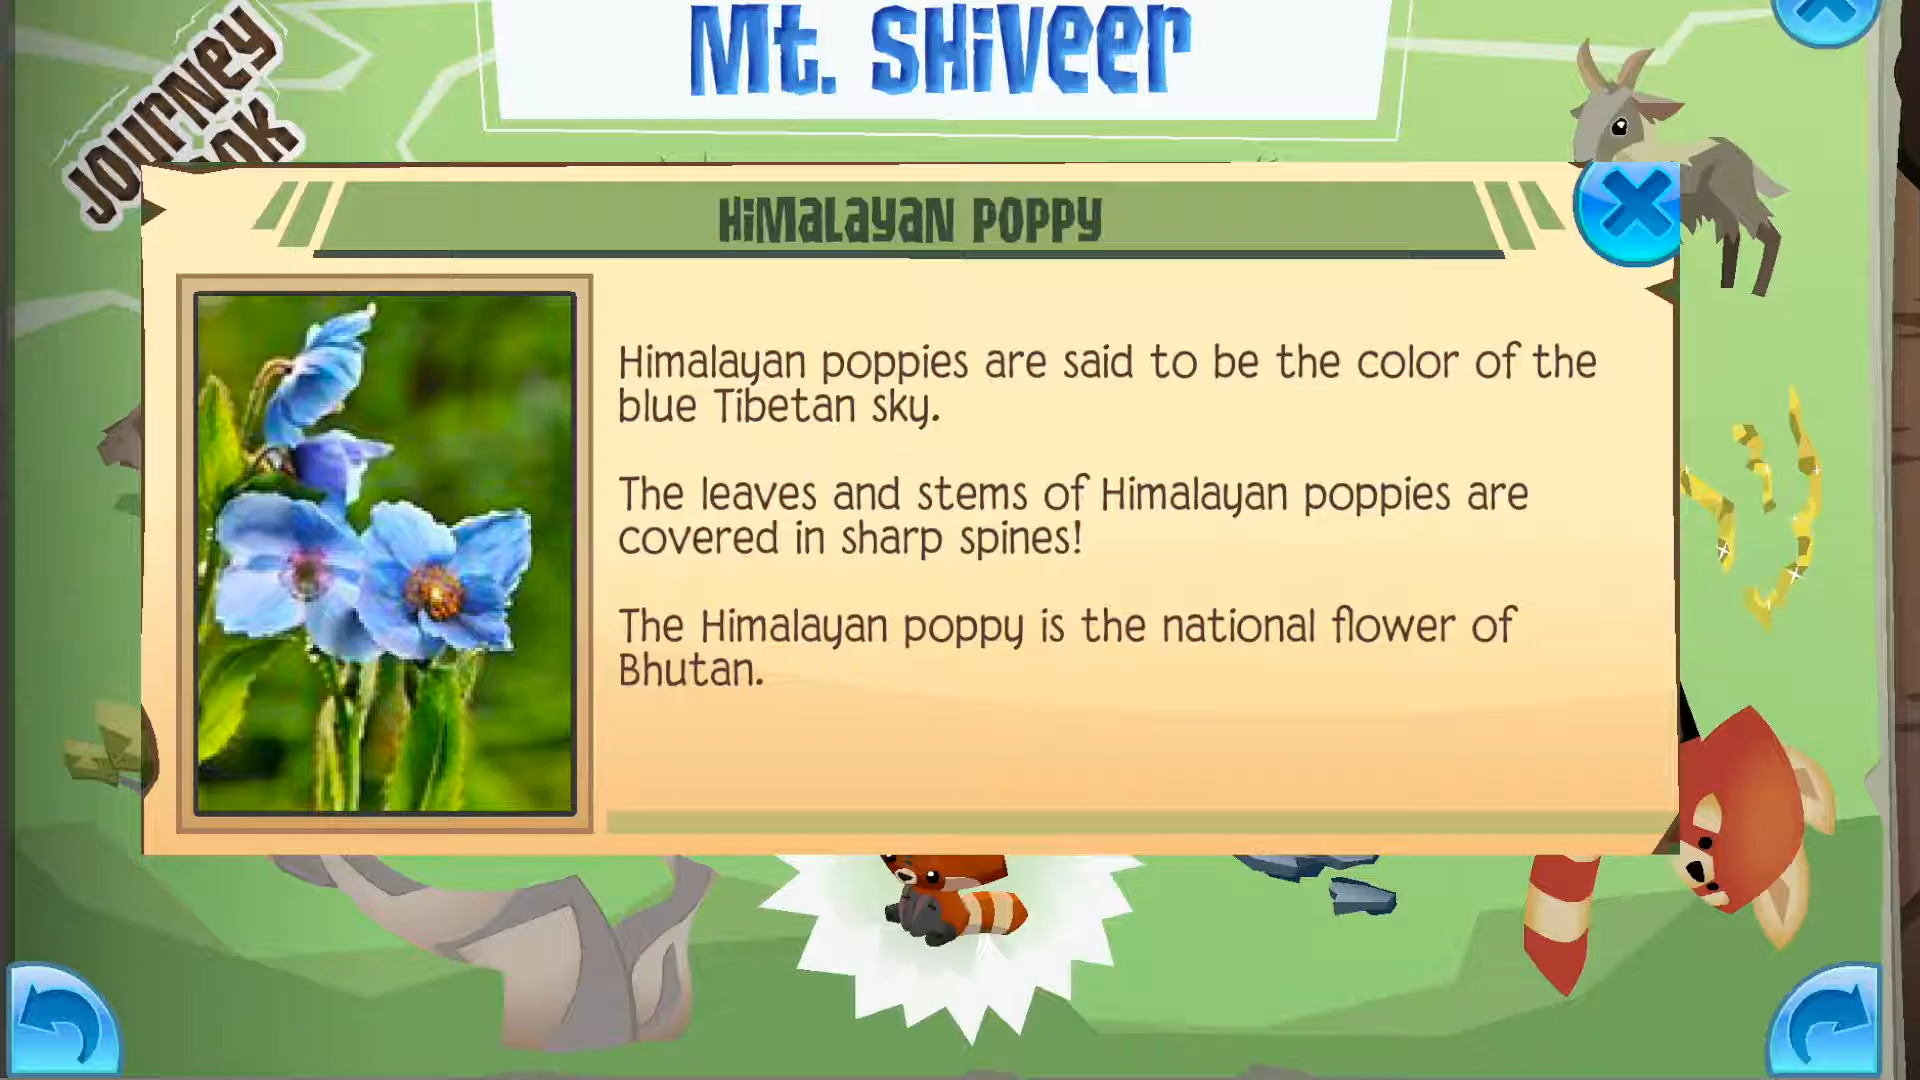 Mt. SHiveer
JOURNEY
HiMaLayaN POPPY
Himalayan poppies are said to be the color of the
blue Tibetan sky.
The leaves and stems of Himalayan poppies are
covered in sharp spines!
The Himalayan poppy is the national flower of
Bhutan.